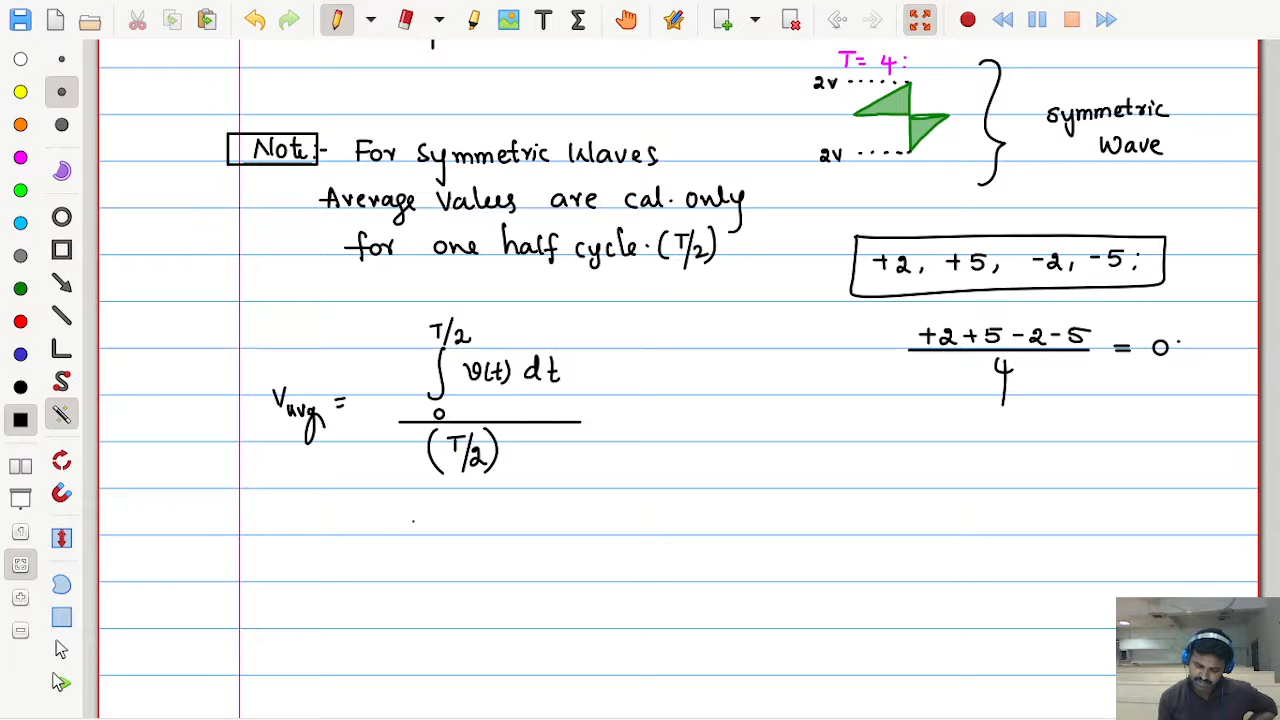 T = 4:
2V
2V
Symmetric
Wave
Note:- For Symmetric Waves
Average Values are cal. only
for one half cycle. (T/2)
+2, +5, -2, -5;
+2+5-2-5
4
= 0.
T/2
∫ v(t) dt
0
Vavg =
(T/2)